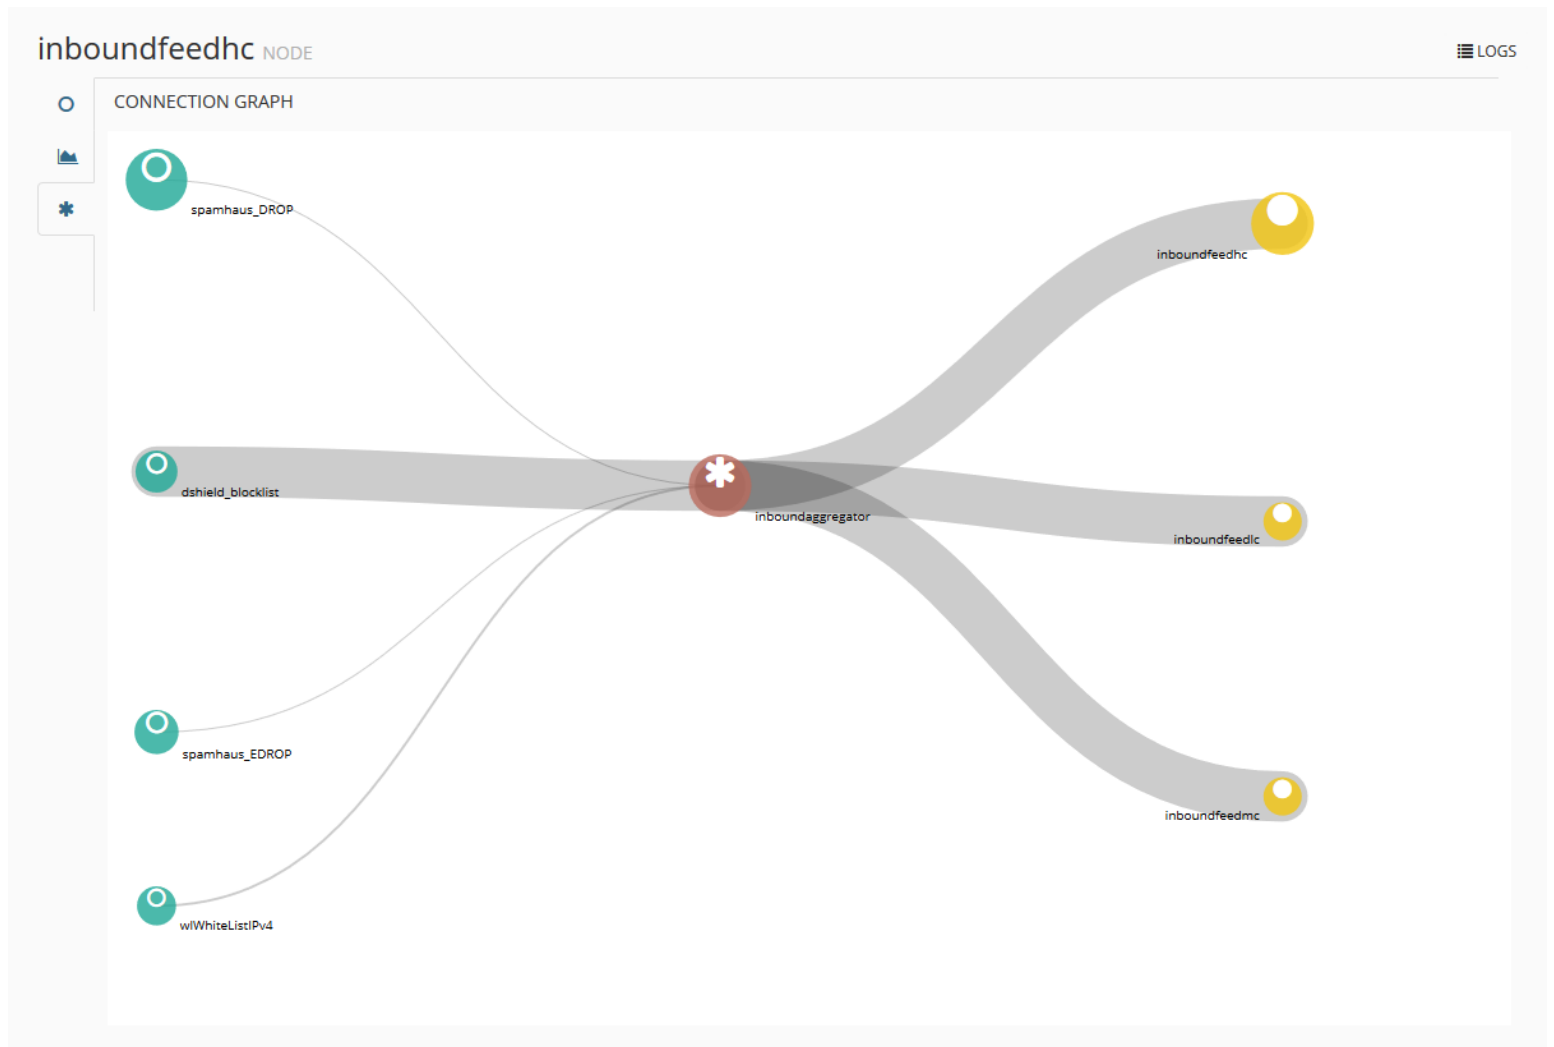 inboundfeedhc NODE
LOGS
CONNECTION GRAPH
spamhaus_DROP
inboundfeedhc
dshield_blocklist
inboundaggregator
inboundfeedlc
spamhaus_EDROP
inboundfeedmc
wlWhiteListIPv4